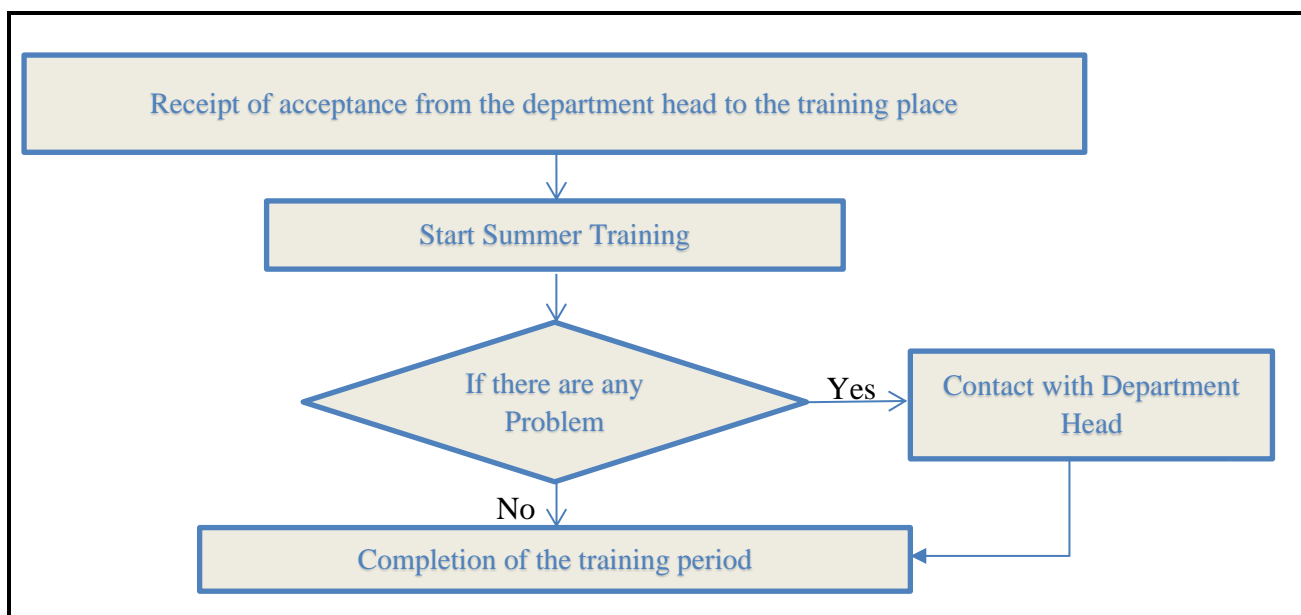 Receipt of acceptance from the department head to the training place
Start Summer Training
If there are any
Problem
Yes
Contact with Department
Head
No
Completion of the training period